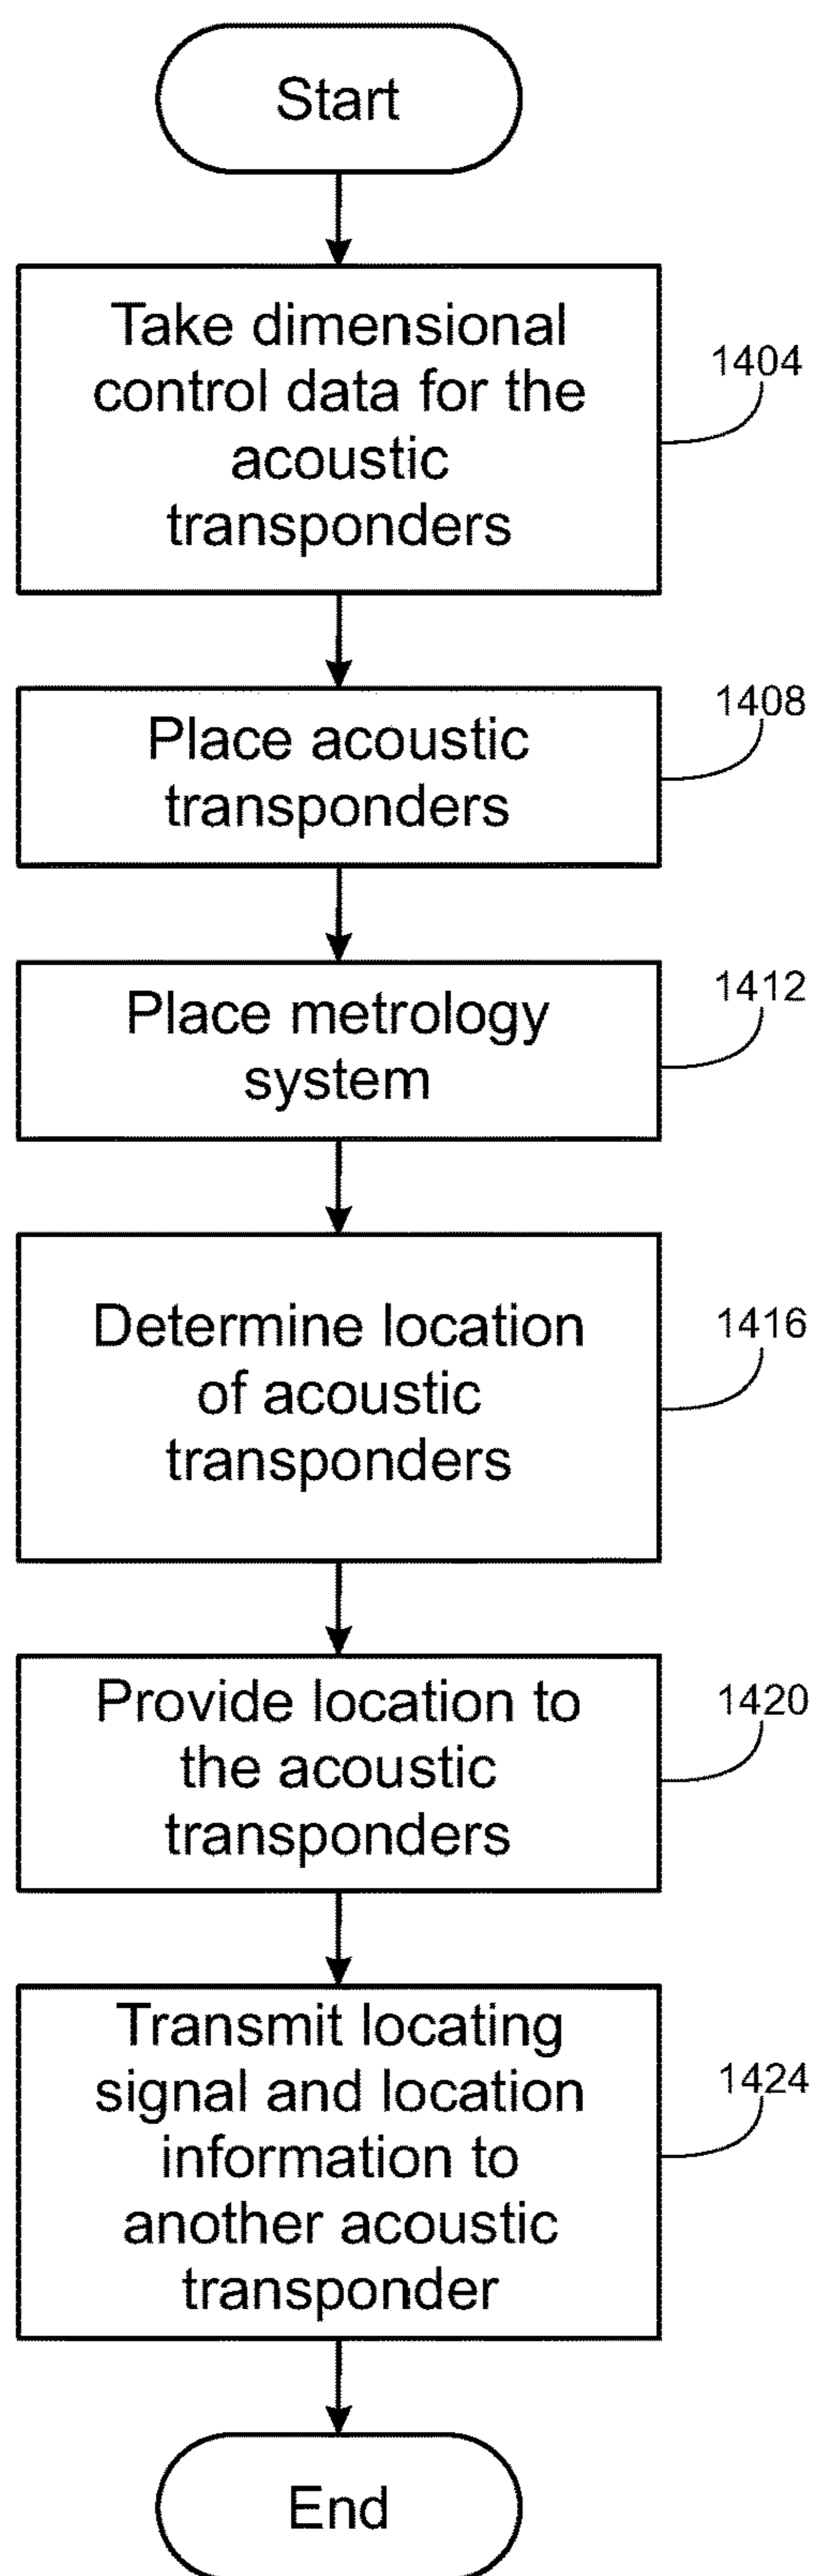 Start
Take dimensional
control data for the
acoustic
transponders
1404
Place acoustic
transponders
1408
Place metrology
system
1412
Determine location
of acoustic
transponders
1416
Provide location to
the acoustic
transponders
1420
Transmit locating
signal and location
information to
another acoustic
transponder
1424
End